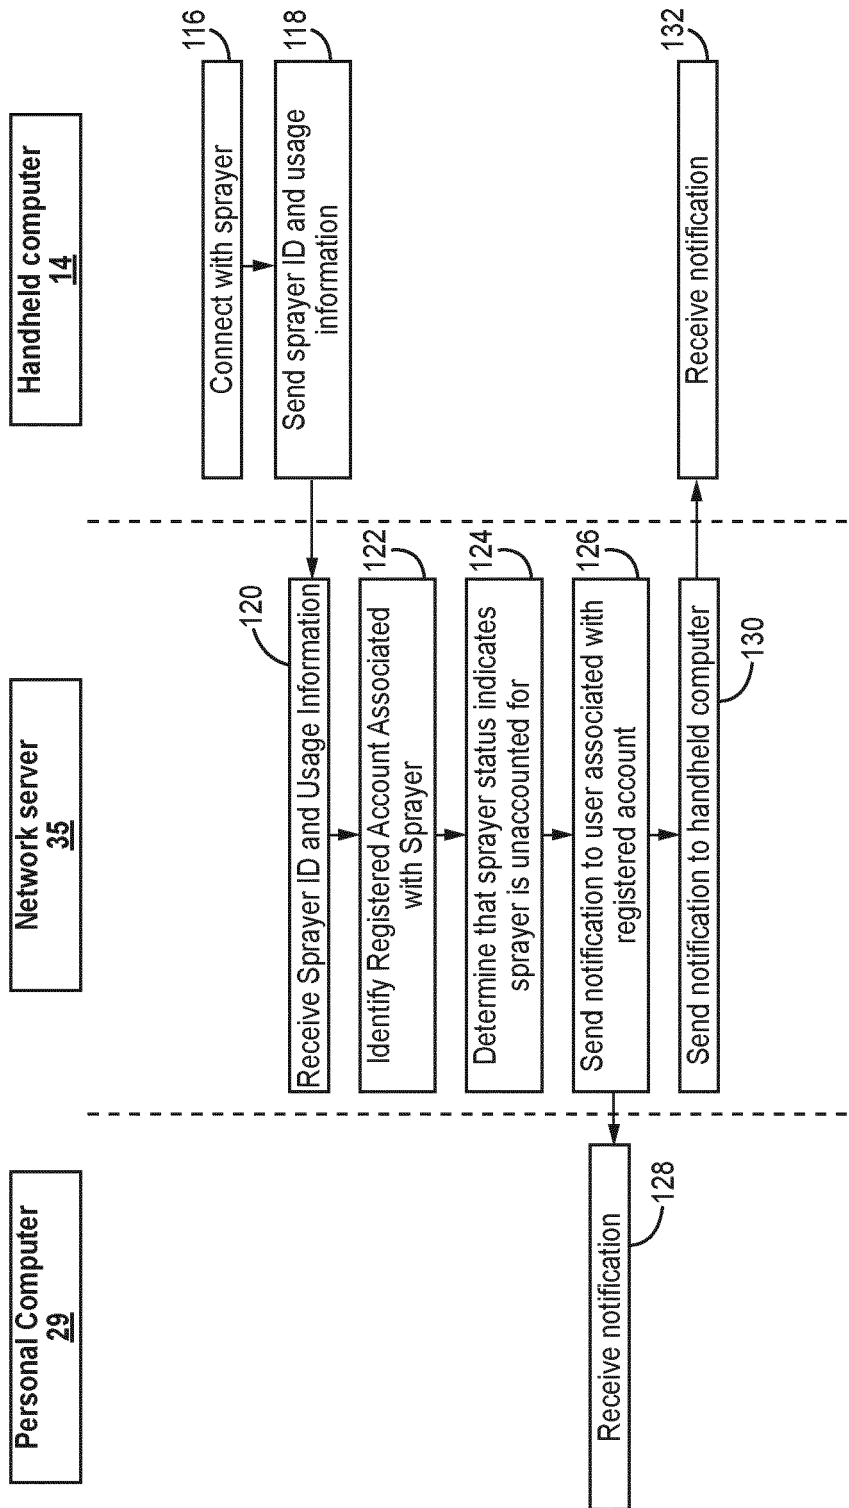 Personal Computer
29
Network server
35
Handheld computer
14
116
Connect with sprayer
118
Send sprayer ID and usage
information
120
Receive Sprayer ID and Usage Information
122
Identify Registered Account Associated
with Sprayer
124
Determine that sprayer status indicates
sprayer is unaccounted for
126
Send notification to user associated with
registered account
Receive notification
128
Send notification to handheld computer
130
132
Receive notification